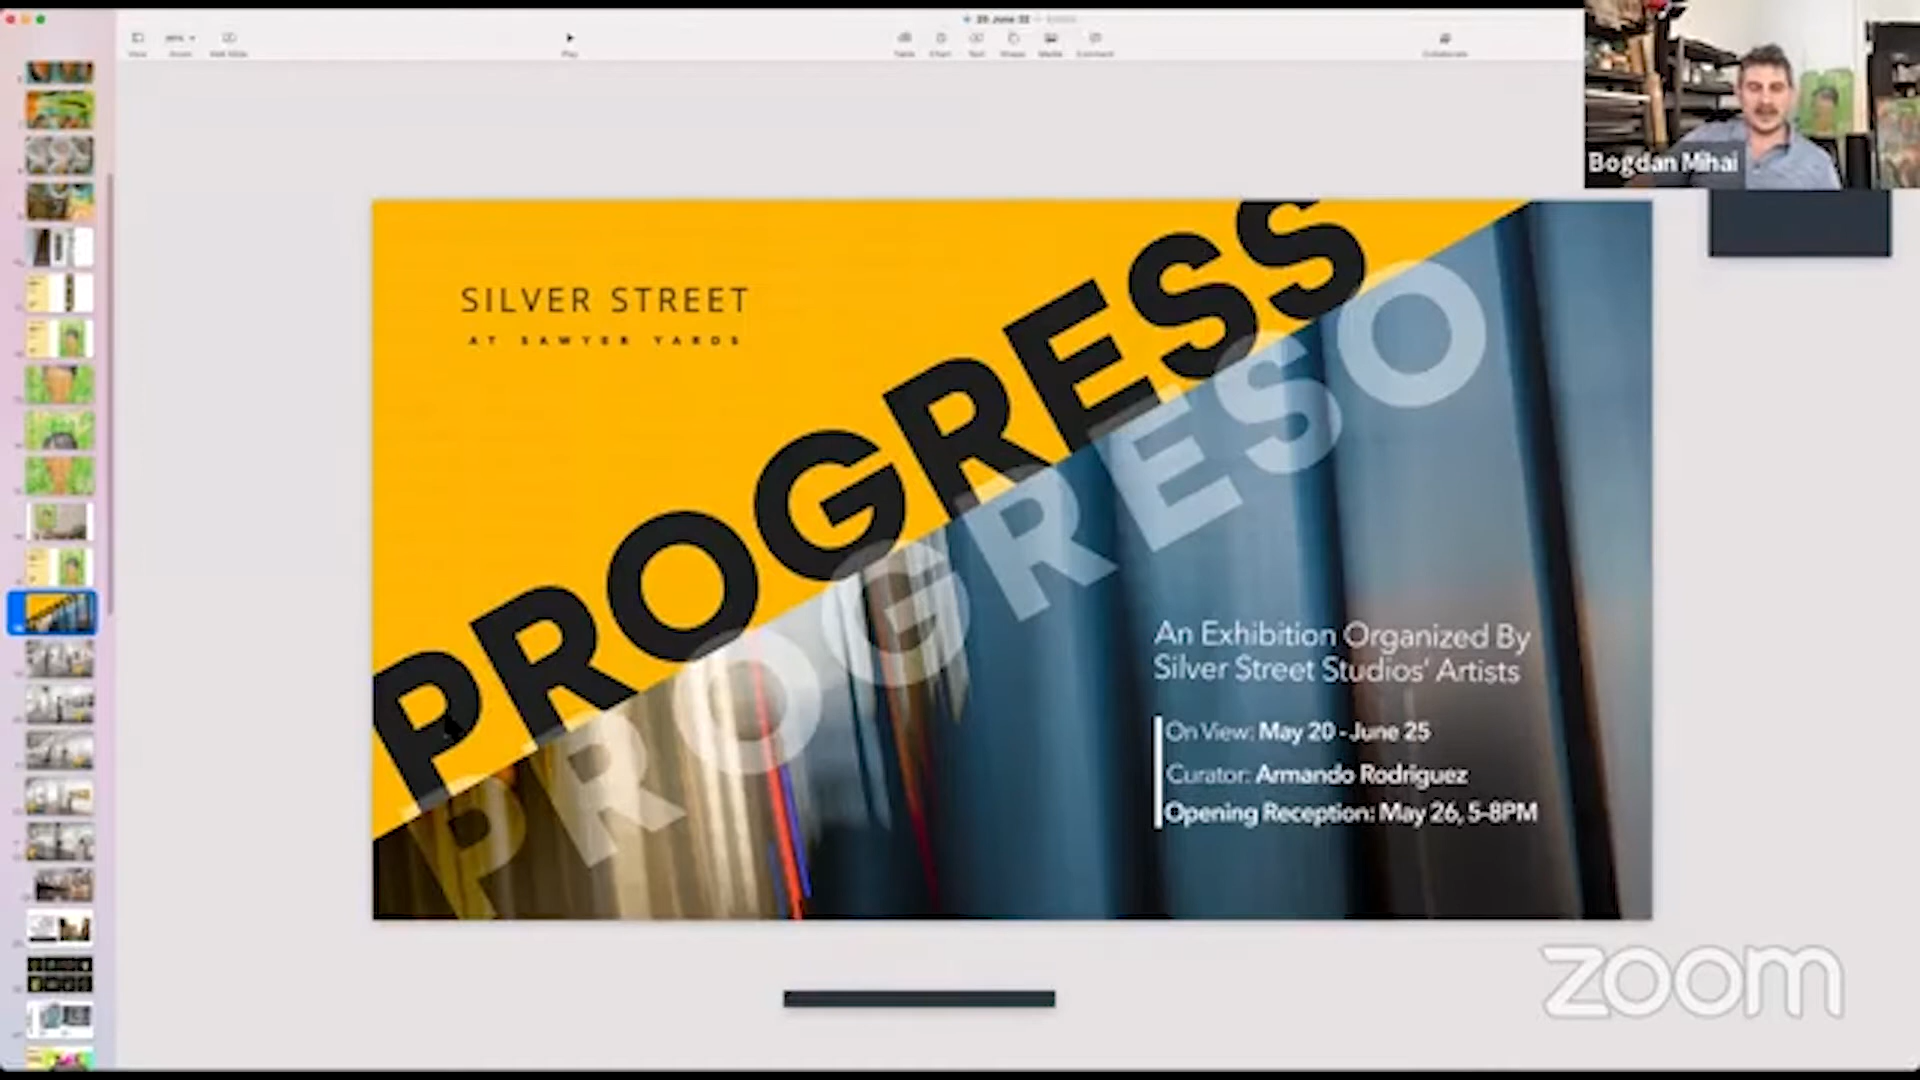 Bogdan Mihai
SILVER STREET
AT SAWYER YARDS
PROGRESS
PROGRESO
An Exhibition Organized By
Silver Street Studios' Artists
On View: May 20 - June 25
Curator: Armando Rodriguez
Opening Reception: May 26, 5-8PM
zoom